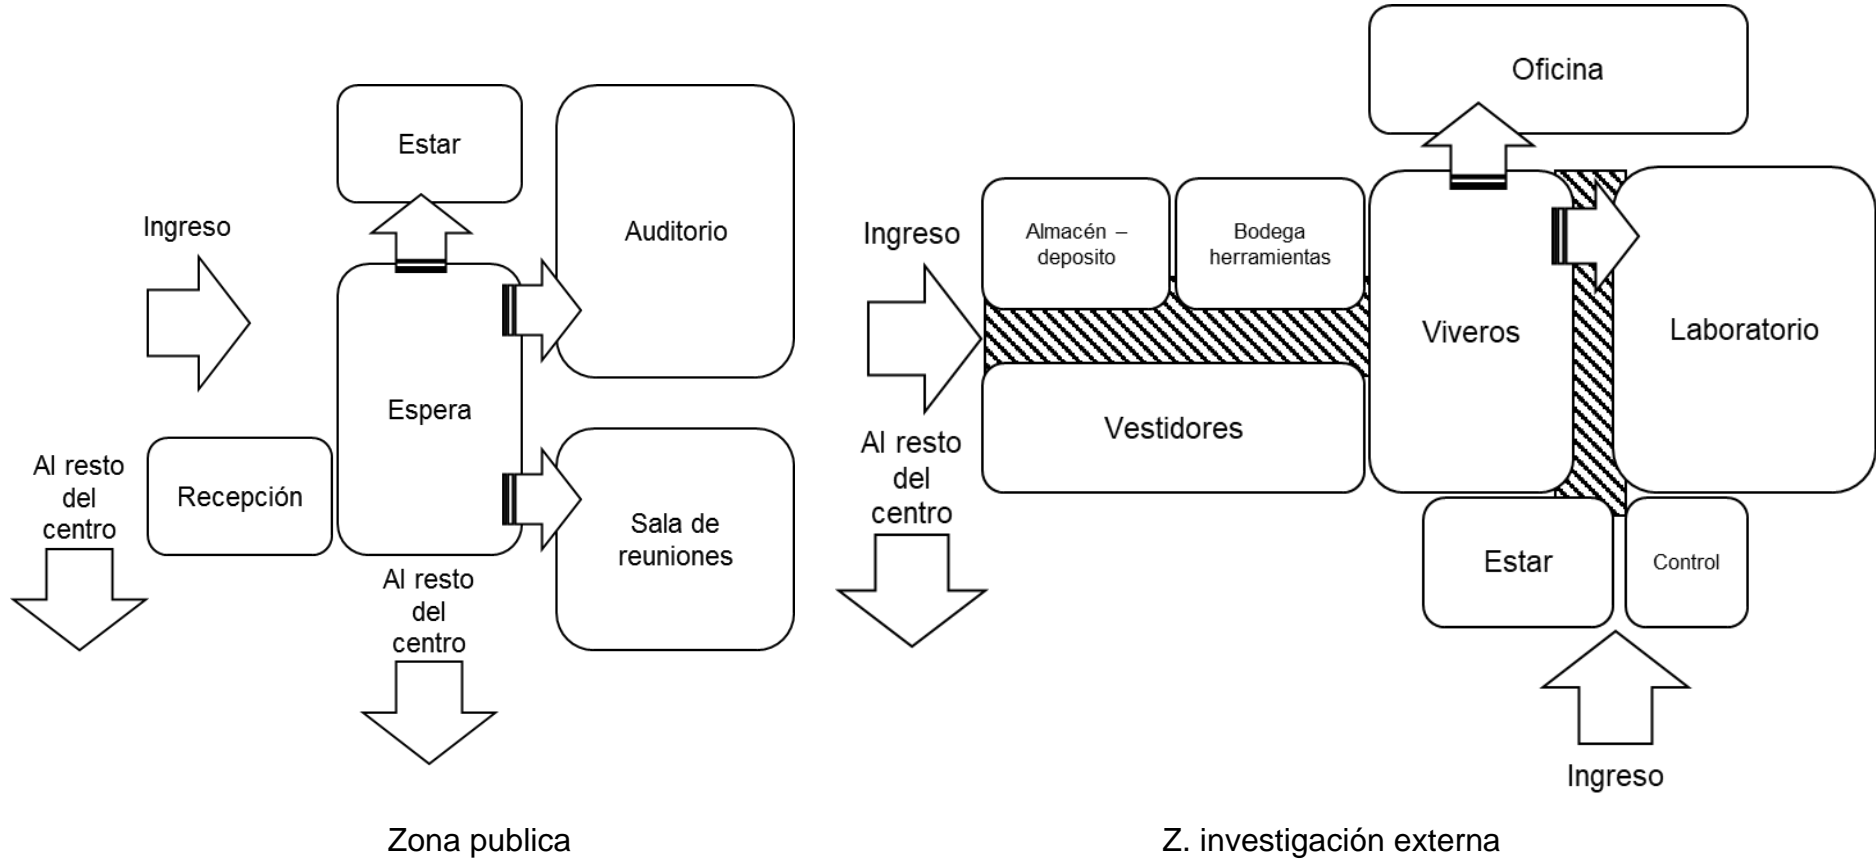 Estar
Ingreso
Auditorio
Espera
Al resto
del
centro
Recepción
Sala de
reuniones
Al resto
del
centro
Zona publica
Oficina
Ingreso
Almacén –
deposito
Bodega
herramientas
Viveros
Laboratorio
Vestidores
Al resto
del
centro
Estar
Control
Ingreso
Z. investigación externa